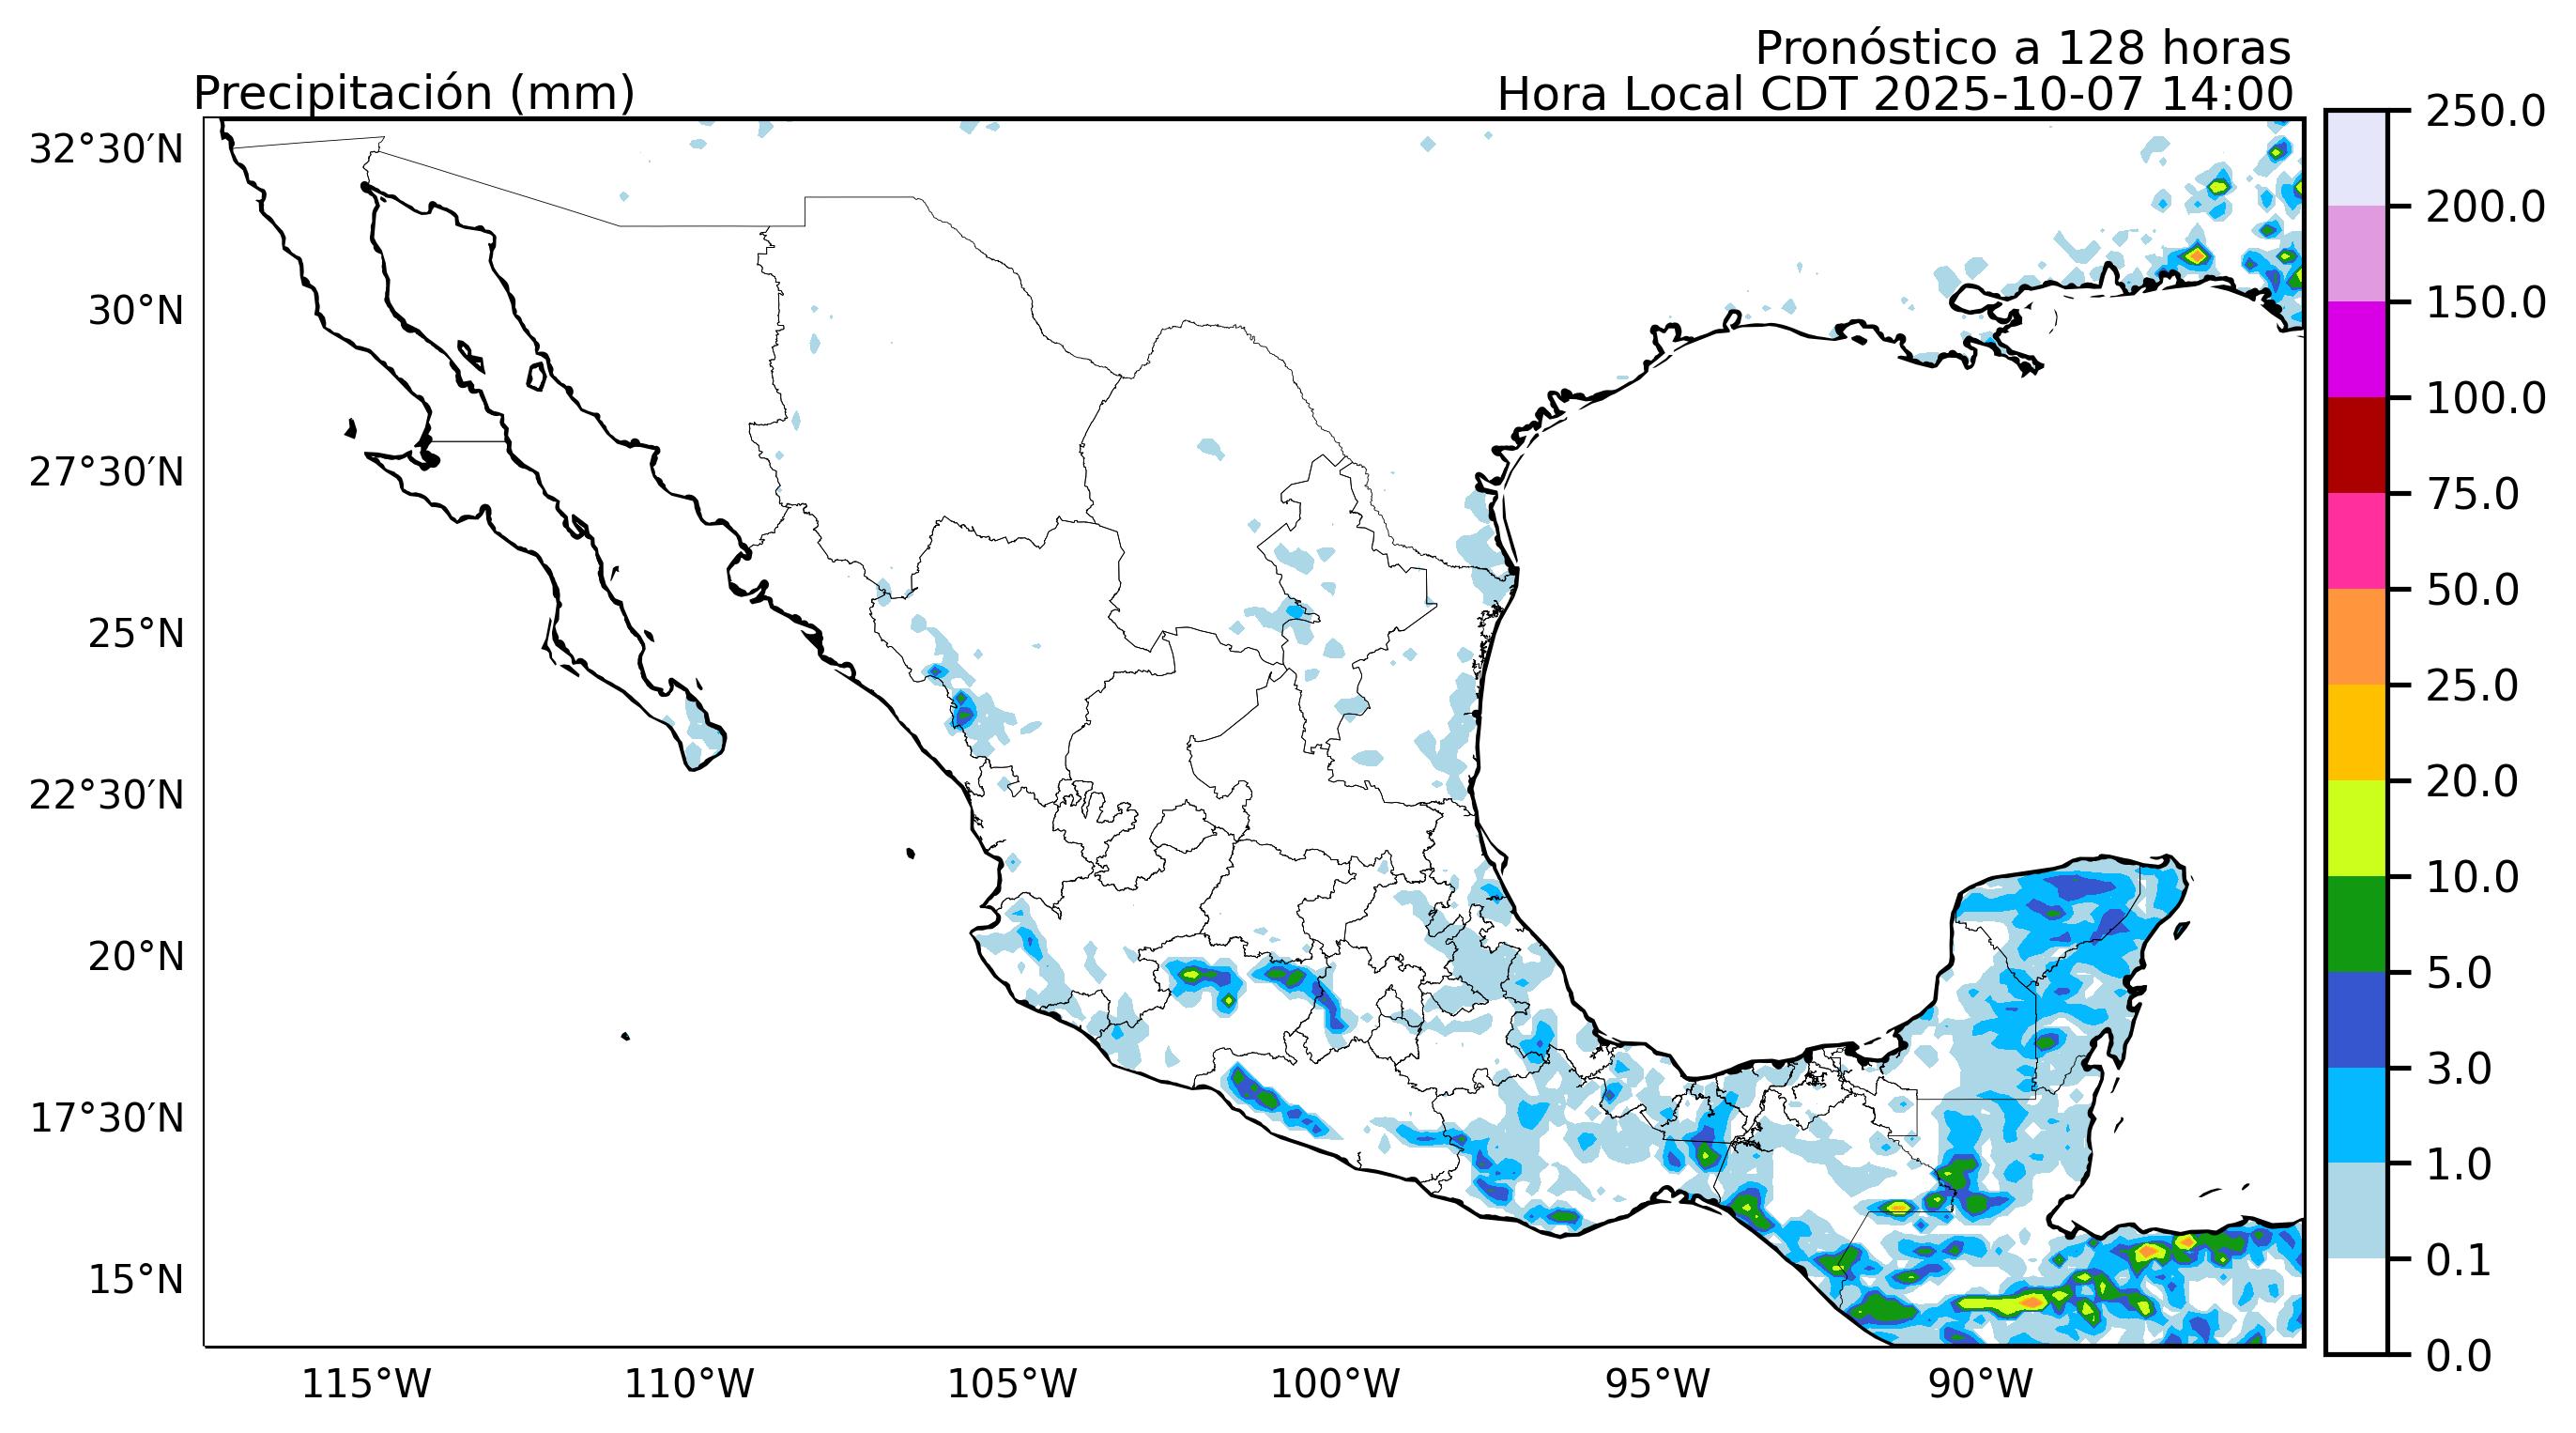 Pronóstico a 128 horas
Precipitación (mm)
Hora Local CDT 2025-10-07 14:00
32°30′N
30°N
27°30′N
25°N
22°30′N
20°N
17°30′N
15°N
115°W
110°W
105°W
100°W
95°W
90°W
250.0
200.0
150.0
100.0
75.0
50.0
25.0
20.0
10.0
5.0
3.0
1.0
0.1
0.0